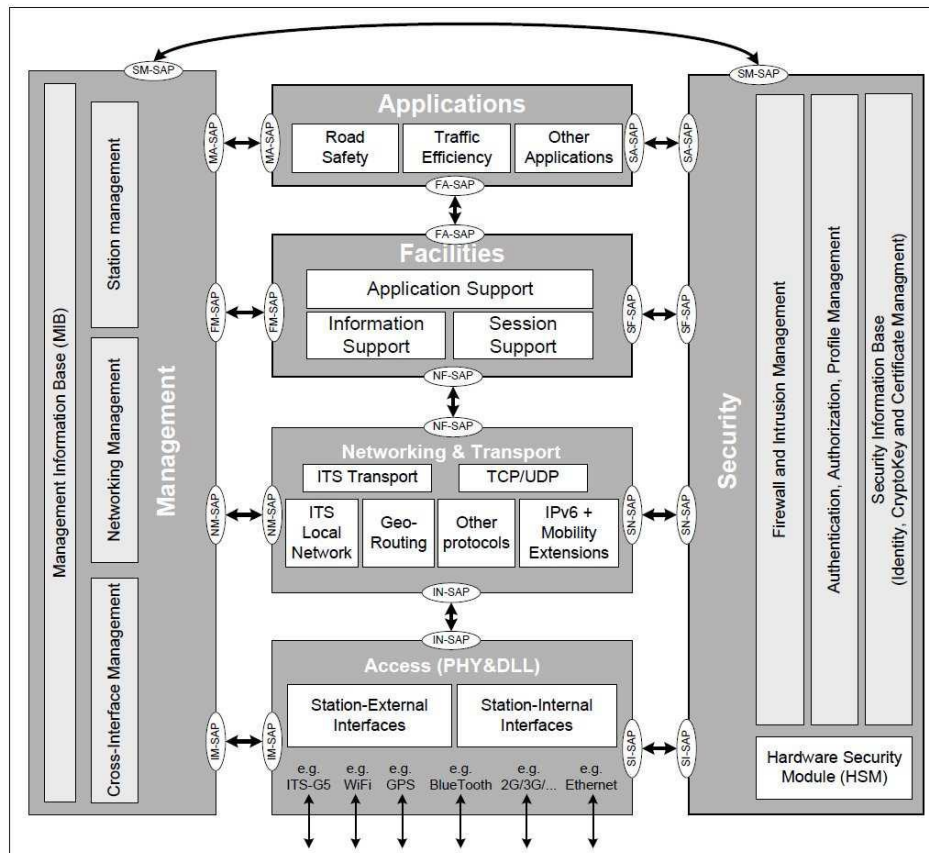 SM-SAP
SM-SAP
Management Information Base (MIB)
Station management
Networking Management
Cross-Interface Management
Management
MA-SAP
MA-SAP
FM-SAP
FM-SAP
NM-SAP
NM-SAP
IM-SAP
IM-SAP
Applications
Road
Safety
Traffic
Efficiency
Other
Applications
FA-SAP
FA-SAP
Facilities
Application Support
Information
Support
Session
Support
NF-SAP
NF-SAP
Networking & Transport
ITS Transport
TCP/UDP
ITS
Local
Network
Geo-
Routing
Other
protocols
IPv6 +
Mobility
Extensions
IN-SAP
IN-SAP
Access (PHY&DLL)
Station-External
Interfaces
Station-Internal
Interfaces
e.g.
ITS-G5
e.g.
WiFi
e.g.
GPS
e.g.
BlueTooth
e.g.
2G/3G/...
e.g.
Ethernet
SA-SAP
SA-SAP
SF-SAP
SF-SAP
SN-SAP
SN-SAP
SI-SAP
SI-SAP
Security
Firewall and Intrusion Management
Authentication, Authorization, Profile Management
Security Information Base
(Identity, CryptoKey and Certificate Managment)
Hardware Security
Module (HSM)